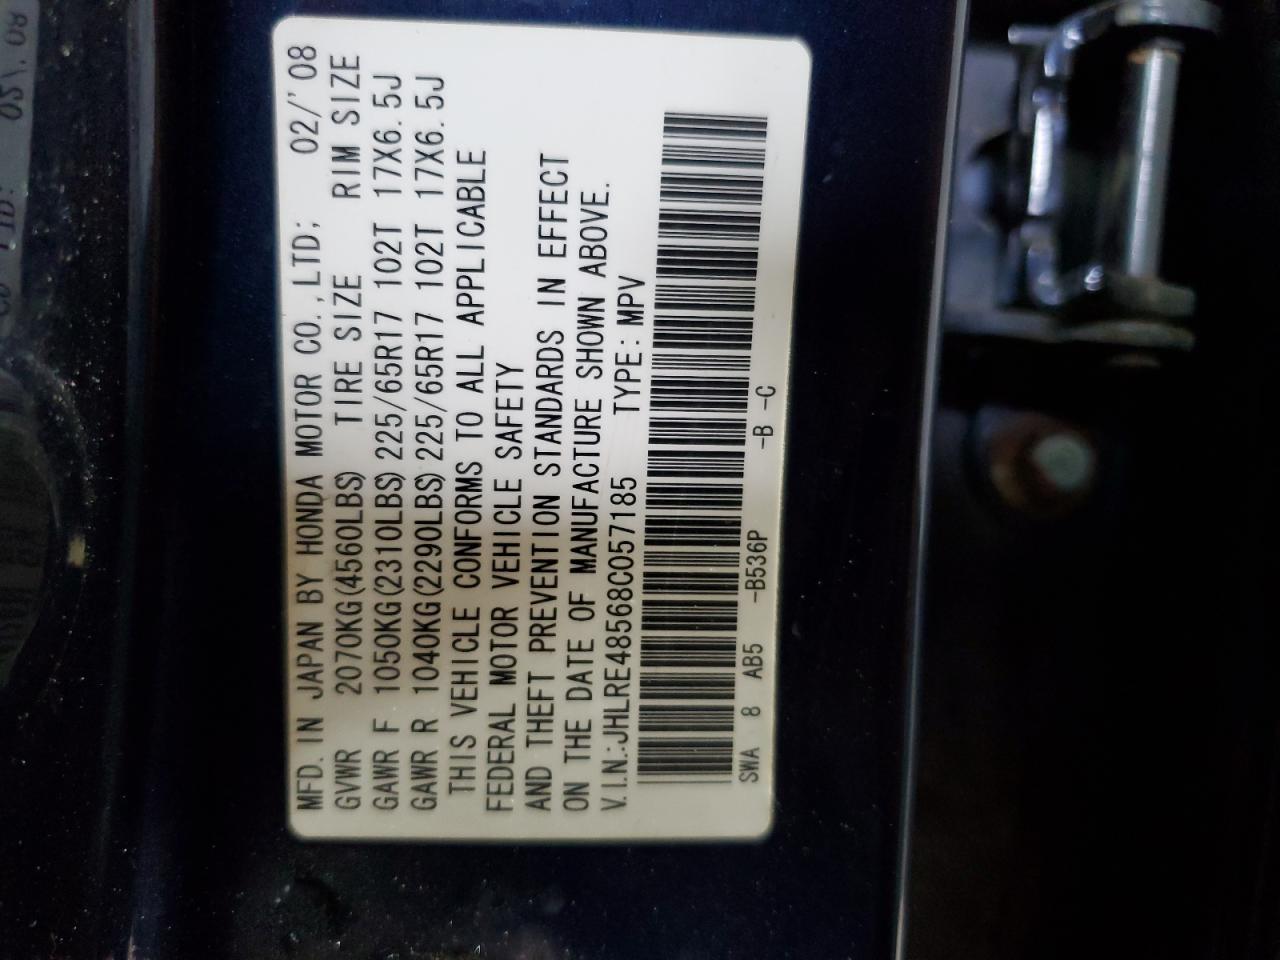 MFD. IN JAPAN BY HONDA MOTOR CO.,LTD; 02/'08
GVWR 2070KG(4560LBS) TIRE SIZE RIM SIZE
GAWR F 1050KG(2310LBS) 225/65R17 102T 17X6.5J
GAWR R 1040KG(2290LBS) 225/65R17 102T 17X6.5J
THIS VEHICLE CONFORMS TO ALL APPLICABLE
FEDERAL MOTOR VEHICLE SAFETY
AND THEFT PREVENTION STANDARDS IN EFFECT
ON THE DATE OF MANUFACTURE SHOWN ABOVE.
V.I.N.:JHLRE48568C057185 TYPE: MPV
SWA 8 AB5 -B536P -B -C